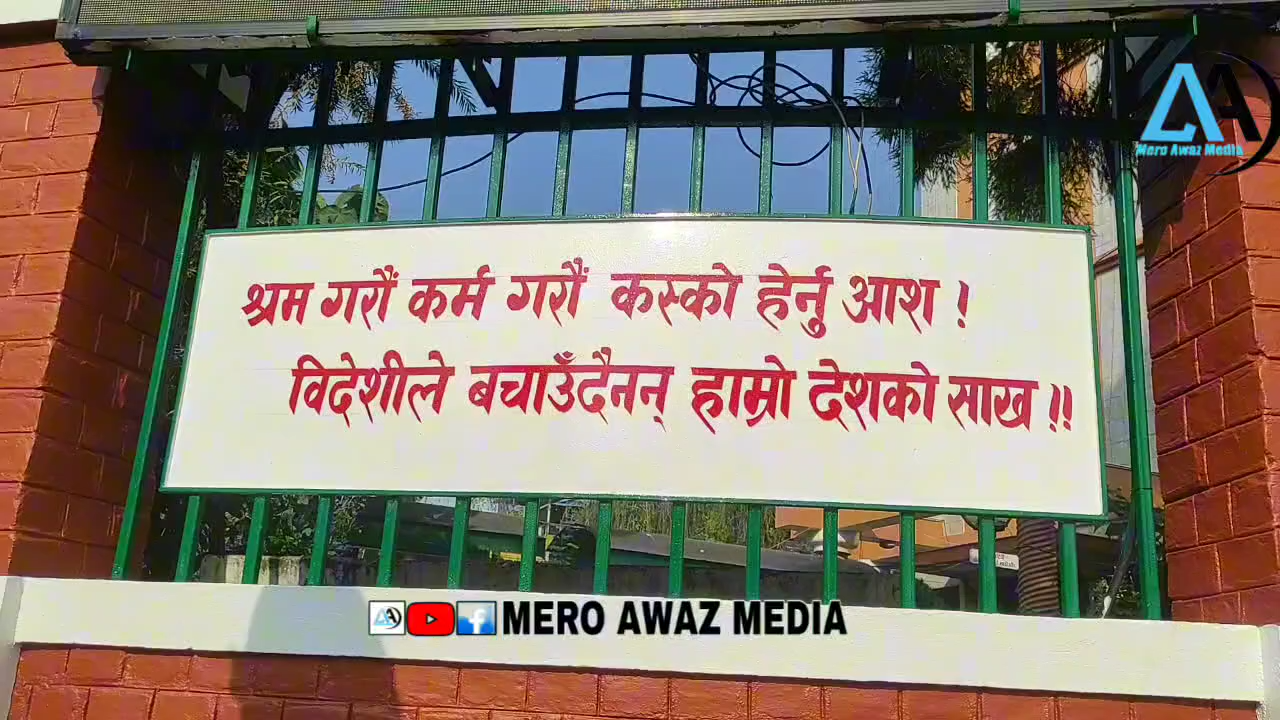 Mero Awaz Media
श्रम गरौं कर्म गरौं कस्को हेर्नु आश !
विदेशीले बचाउँदैनन् हाम्रो देशको साख !!
MERO AWAZ MEDIA